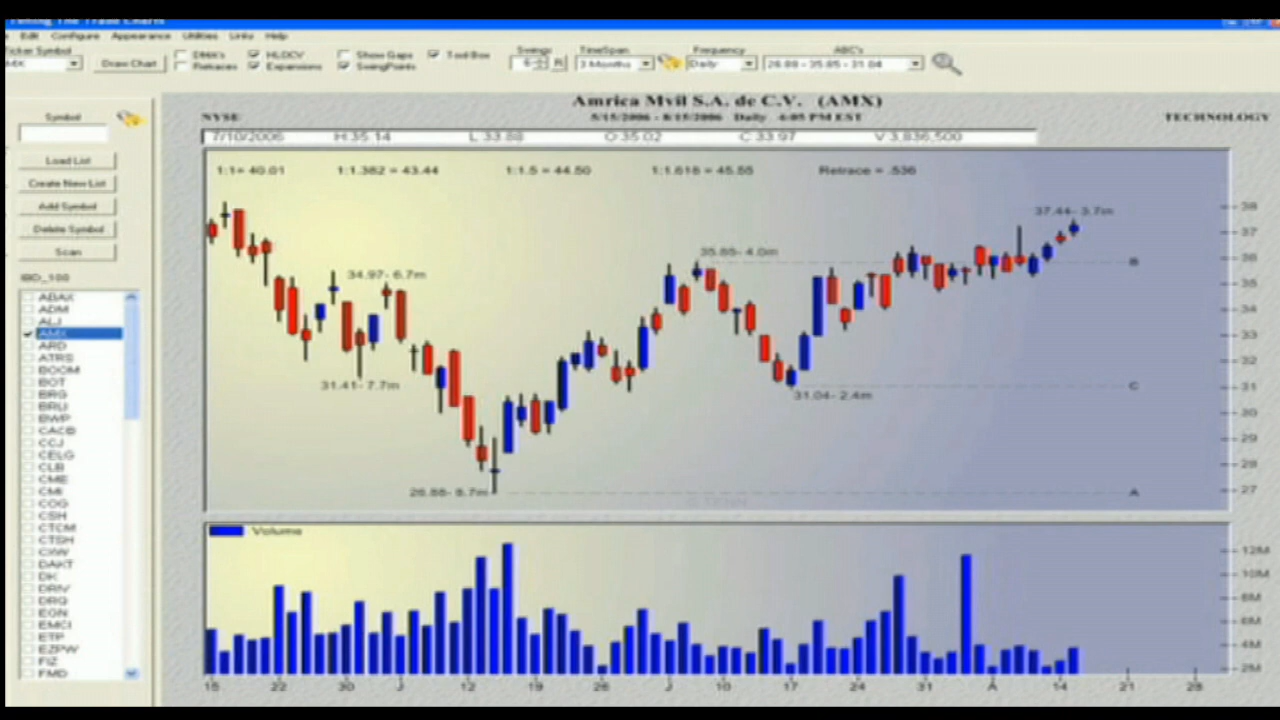 Edit Configure Appearance Utilities Links Help
Ticker Symbol
Draw Chart
Retraces
HLOCV
Expansions
Show Gaps
SwingPoints
Tool Box
Swings
6
TimeSpan
3 Months
Frequency
Daily
ABC's
26.88 - 35.85 - 31.04
Amrica Mvil S.A. de C.V. (AMX)
NYSE
5/15/2006 - 8/15/2006 Daily 4:05 PM EST
TECHNOLOGY
7/10/2006 H:35.14 L:33.88 O:35.02 C:33.97 V:3,836,500
1:1= 40.01 1:1.382 = 43.44 1:1.5 = 44.50 1:1.618 = 45.55 Retrace = .536
Symbol
Load List
Create New List
Add Symbol
Delete Symbol
Scan
IBD_100
ABAX
ADM
ALJ
AMX
ARD
ATRS
BOOM
BOT
BRG
BRLI
BWP
CACB
CCJ
CELG
CLB
CME
CMI
COG
CSH
CTCM
CTSH
CXW
DAKT
DK
DRIV
DRQ
EGN
EMCI
ETP
EZPW
FIZ
FMD
37.44- 3.7m
35.85- 4.0m
34.97- 6.7m
31.41- 7.7m
31.04- 2.4m
26.88- 8.7m
B
C
A
38
37
36
35
34
33
32
31
30
29
28
27
Volume
12M
10M
8M
6M
4M
2M
15 22 30 J 12 19 26 J 10 17 24 31 A 14 21 28